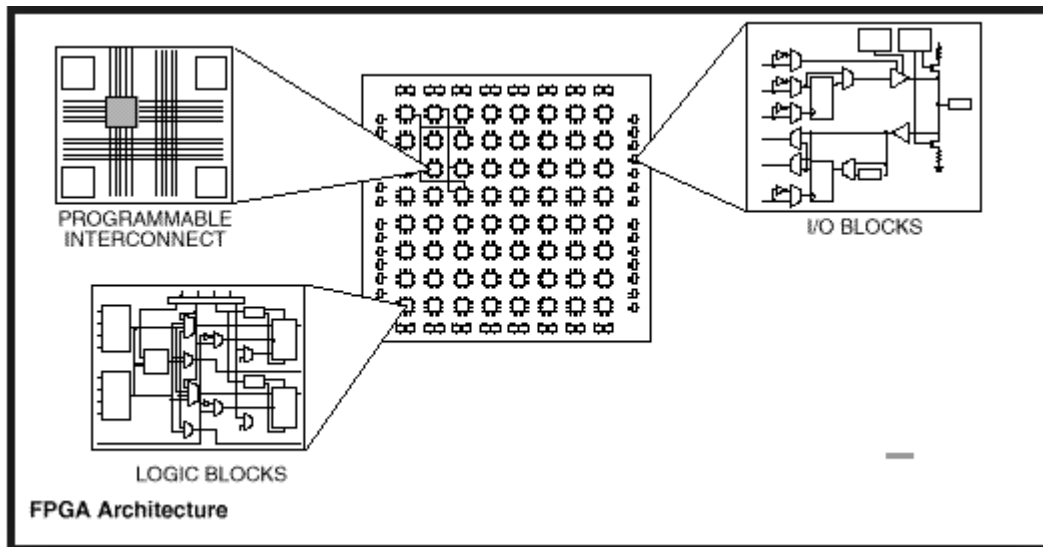 PROGRAMMABLE
INTERCONNECT
I/O BLOCKS
LOGIC BLOCKS
FPGA Architecture